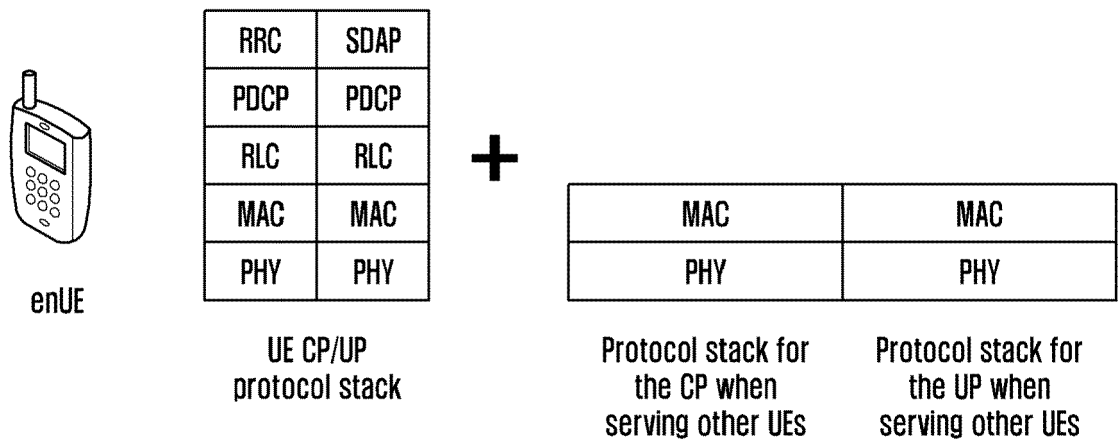 RRC SDAP
PDCP PDCP
RLC RLC
+
MAC MAC
PHY PHY
MAC MAC
PHY PHY
enUE
UE CP/UP
protocol stack
Protocol stack for
the CP when
serving other UEs
Protocol stack for
the UP when
serving other UEs